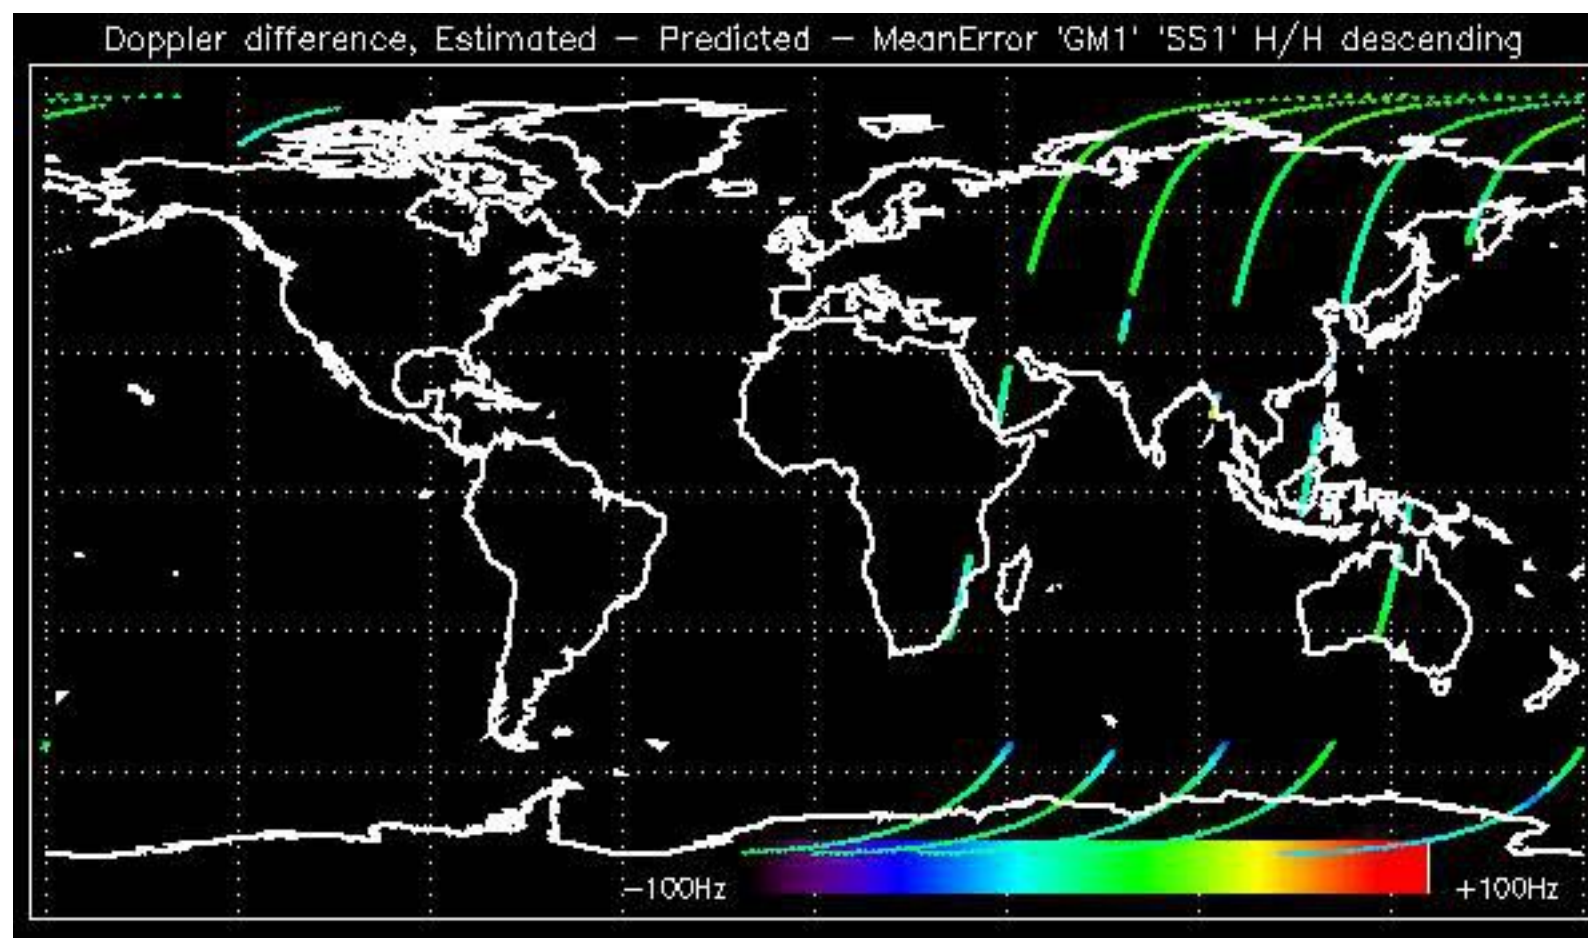 Doppler difference, Estimated – Predicted – MeanError 'GM1' 'SS1' H/H descending
–100Hz +100Hz